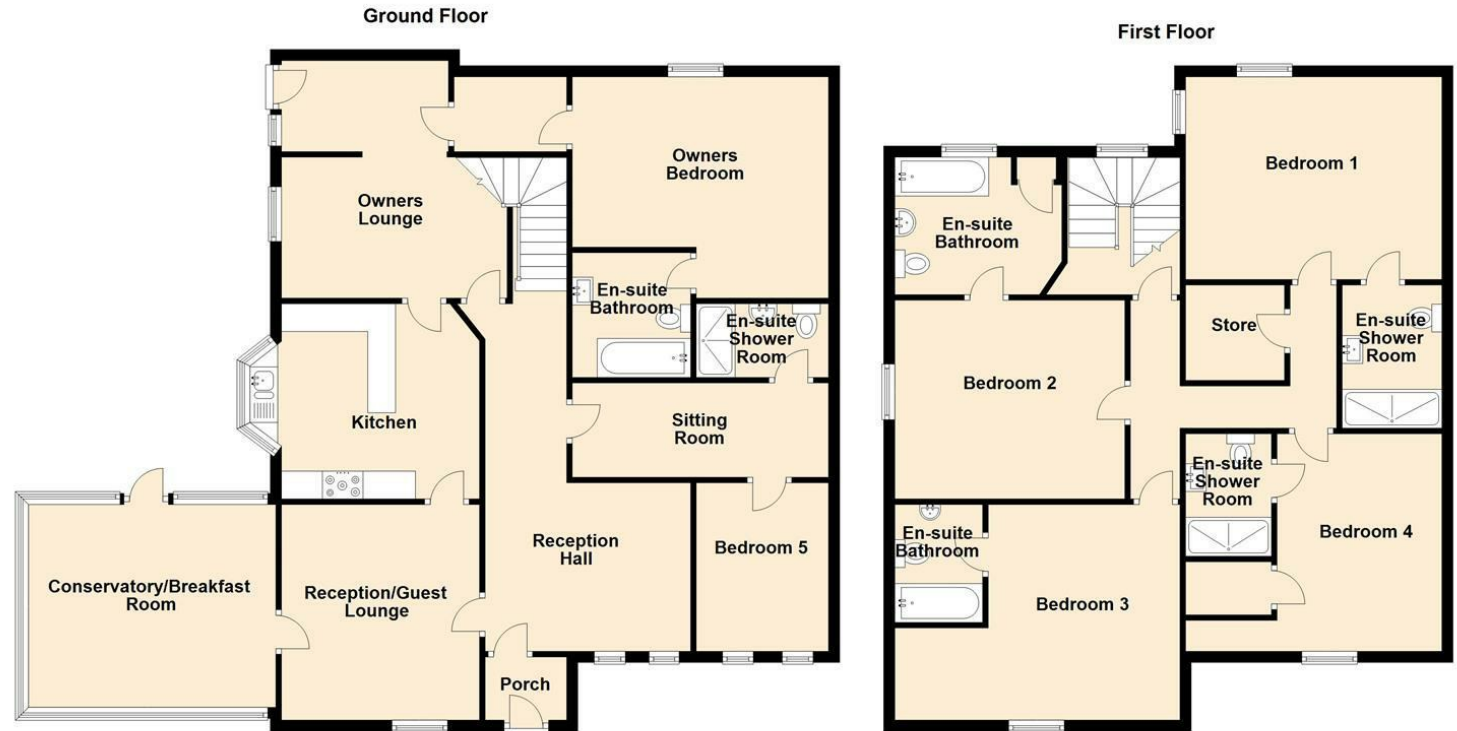 Ground Floor
Owners
Bedroom
Owners
Lounge
En-suite
Bathroom
En-suite
Shower
Room
Kitchen
Sitting
Room
Reception
Hall
Bedroom 5
Conservatory/Breakfast
Room
Reception/Guest
Lounge
Porch
First Floor
Bedroom 1
En-suite
Bathroom
Store
En-suite
Shower
Room
Bedroom 2
En-suite
Shower
Room
En-suite
Bathroom
Bedroom 4
Bedroom 3